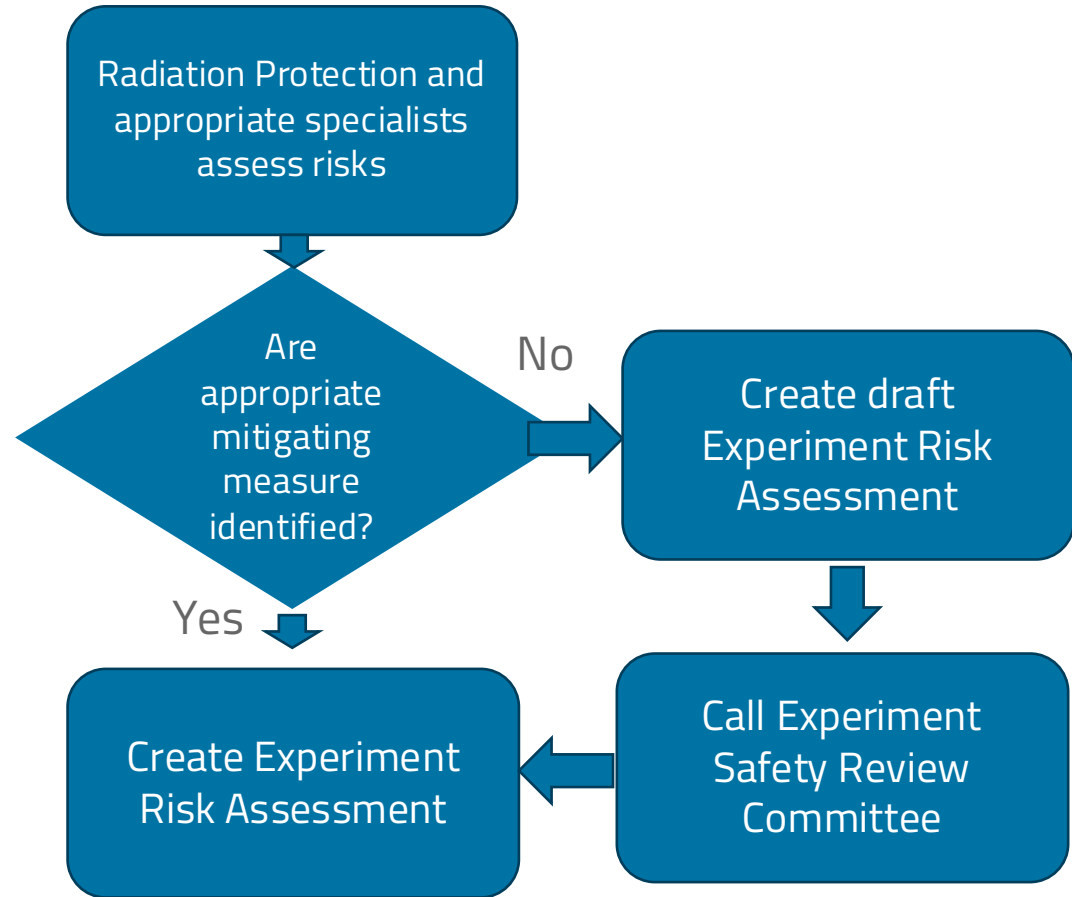 Radiation Protection and
appropriate specialists
assess risks
Are
appropriate
mitigating
measure
identified?
No
Create draft
Experiment Risk
Assessment
Yes
Call Experiment
Safety Review
Committee
Create Experiment
Risk Assessment